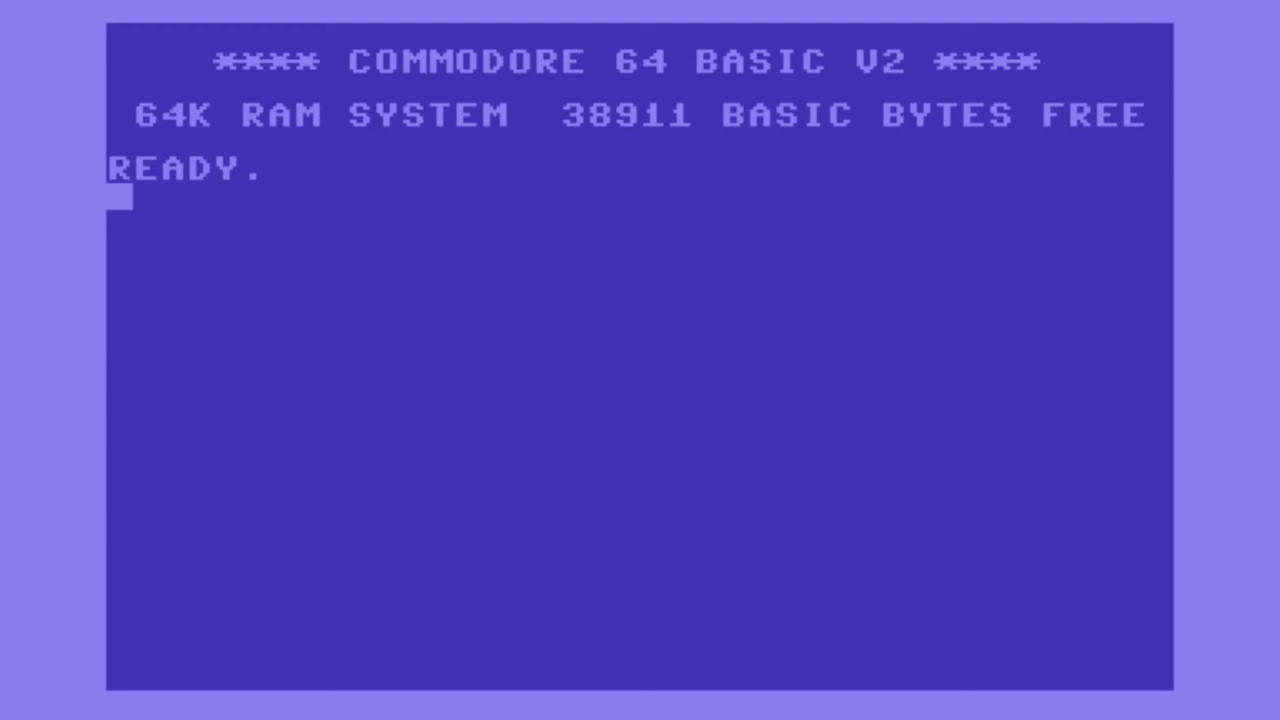 **** COMMODORE 64 BASIC V2 ****
64K RAM SYSTEM  38911 BASIC BYTES FREE
READY.